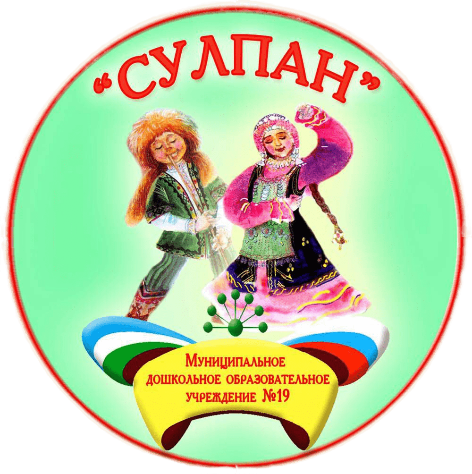 “СУЛПАН”
Муниципальное
дошкольное образовательное
учреждение №19